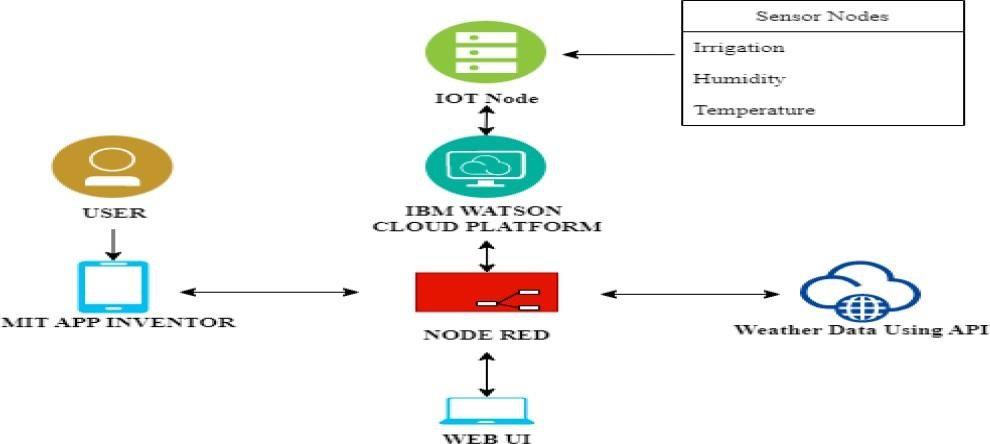 Sensor Nodes
Irrigation
Humidity
Temperature
IOT Node
USER
IBM WATSON
CLOUD PLATFORM
MIT APP INVENTOR
NODE RED
Weather Data Using API
WEB UI